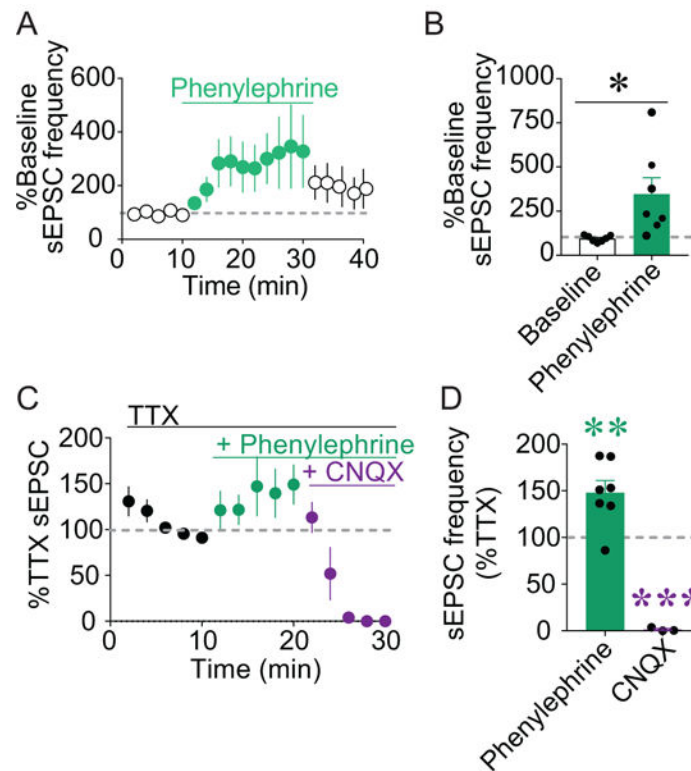 A
%Baseline
sEPSC frequency
600
400
200
0
Phenylephrine
0 10 20 30 40
Time (min)
B
%Baseline
sEPSC frequency
1000
750
500
250
0
*
Baseline
Phenylephrine
C
TTX
+ Phenylephrine
+ CNQX
%TTX sEPSC
200
150
100
50
0
0 10 20 30
Time (min)
D
sEPSC frequency
(%TTX)
200
150
100
50
0
**
***
Phenylephrine
CNQX